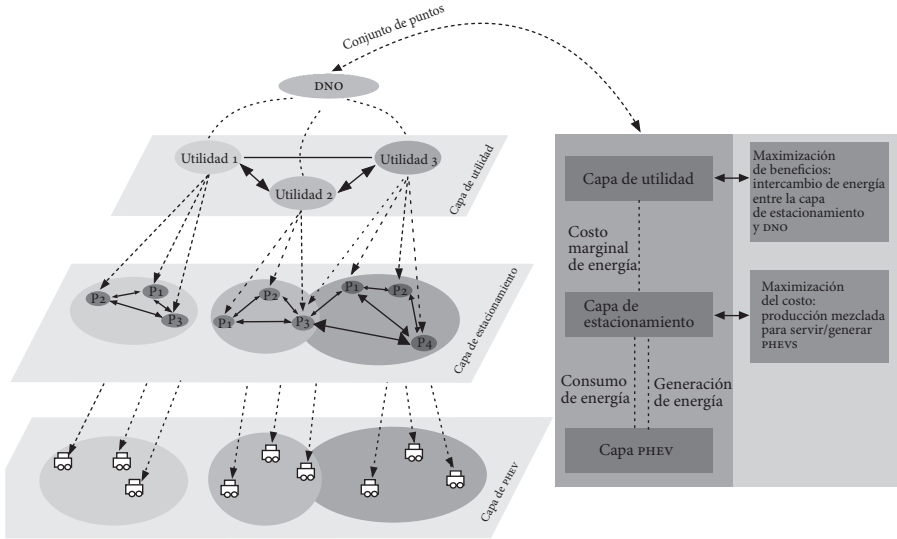 Conjunto de puntos
DNO
Utilidad 1
Utilidad 3
Utilidad 2
Capa de utilidad
P1
P2
P3
P1
P2
P3
P1
P2
P4
Capa de estacionamiento
Capa de PHEV
Capa de utilidad
Maximización
de beneficios:
intercambio de energía
entre la capa
de estacionamiento
y DNO
Costo
marginal
de energía
Capa de
estacionamiento
Maximización
del costo:
producción mezclada
para servir/generar
PHEVS
Consumo
de energía
Generación
de energía
Capa PHEV